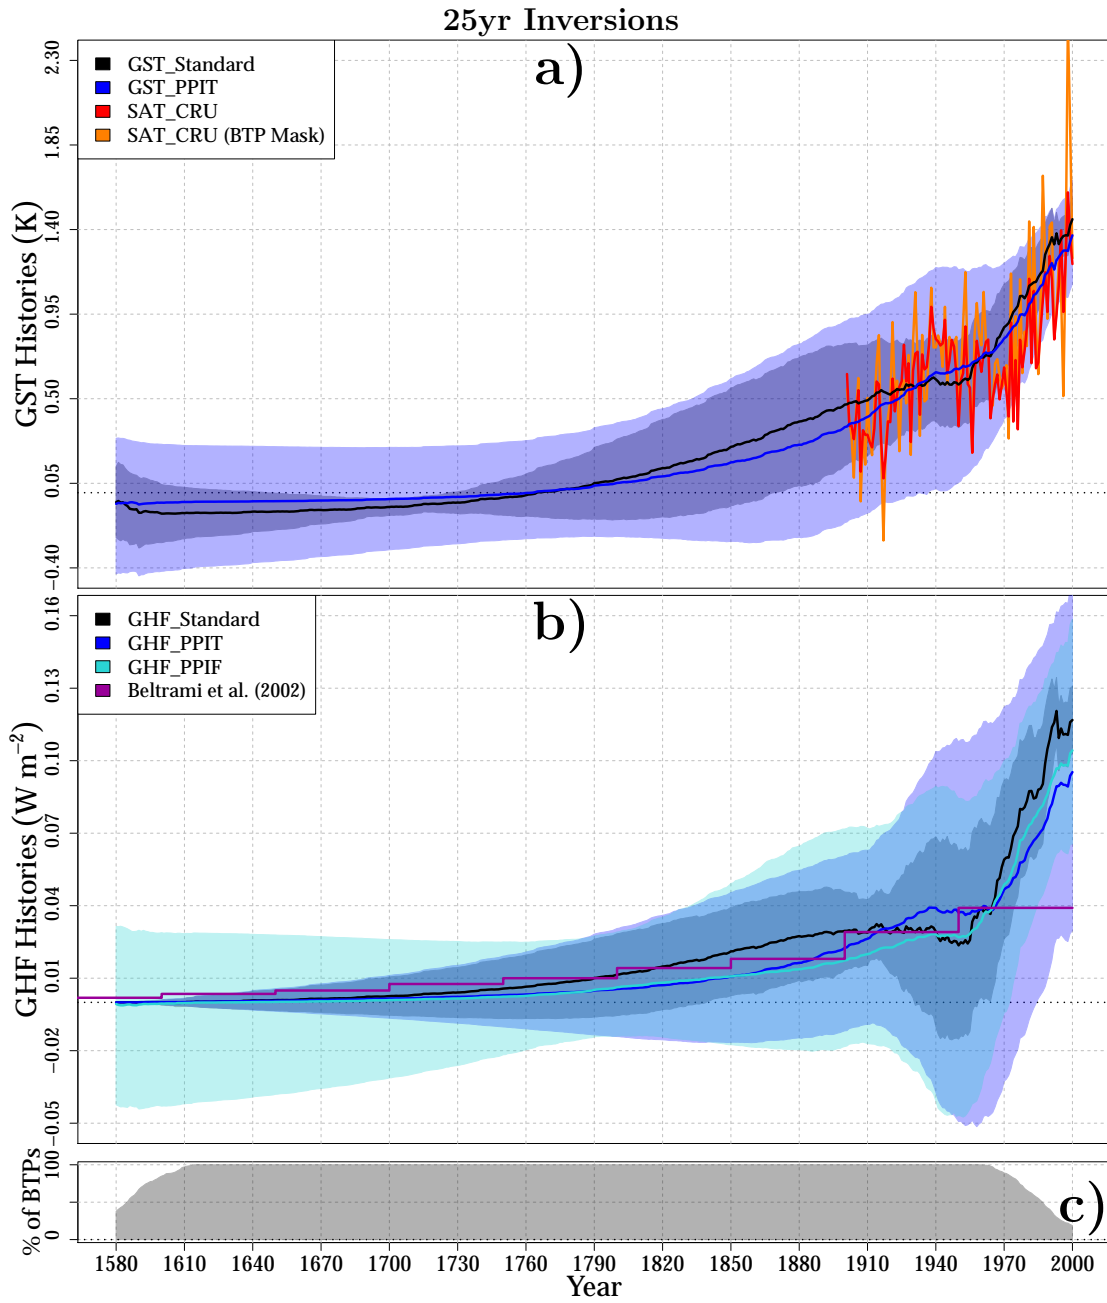 25yr Inversions
a)
GST_Standard
GST_PPIT
SAT_CRU
SAT_CRU (BTP Mask)
GST Histories (K)
2.30
1.85
1.40
0.95
0.50
0.05
−0.40
b)
GHF_Standard
GHF_PPIT
GHF_PPIF
Beltrami et al. (2002)
GHF Histories (W m−2)
0.16
0.13
0.10
0.07
0.04
0.01
−0.02
−0.05
c)
% of BTPs
100
0
1580 1610 1640 1670 1700 1730 1760 1790 1820 1850 1880 1910 1940 1970 2000
Year